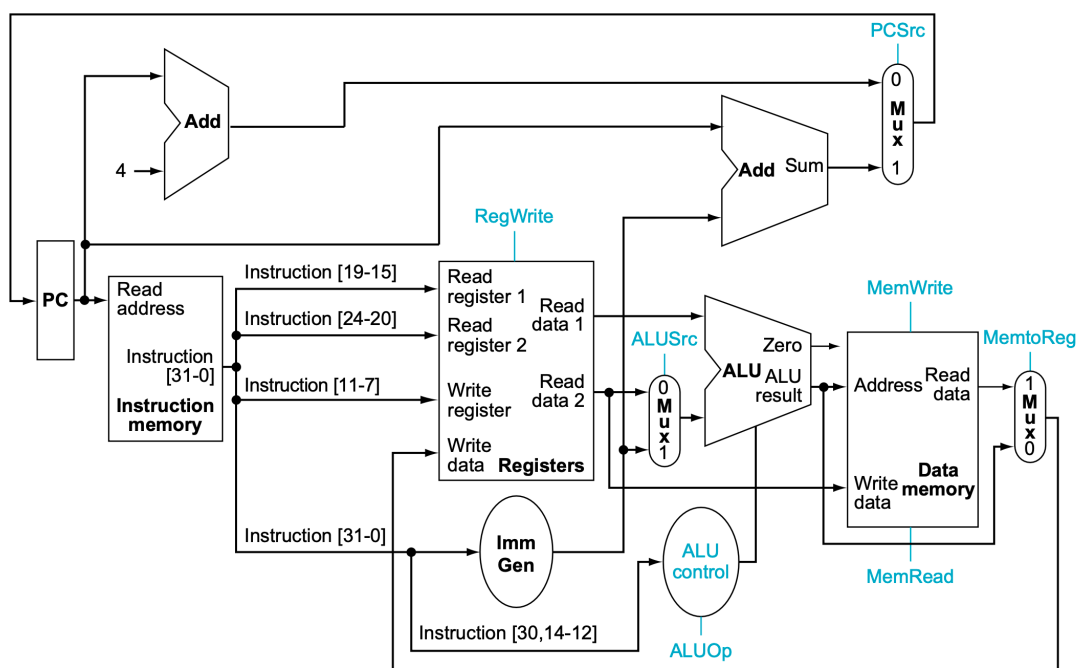 PCSrc
0
Mux
1
Add
4
Add Sum
RegWrite
PC
Read
address
Instruction
[31-0]
Instruction
memory
Instruction [19-15]
Instruction [24-20]
Instruction [11-7]
Instruction [31-0]
Instruction [30,14-12]
Read
register 1
Read
register 2
Write
register
Write
data
Registers
Read
data 1
Read
data 2
Imm
Gen
ALUSrc
0
Mux
1
Zero
ALU
ALU
result
ALU
control
ALUOp
MemWrite
Address
Read
data
Write
data
Data
memory
MemRead
MemtoReg
1
Mux
0